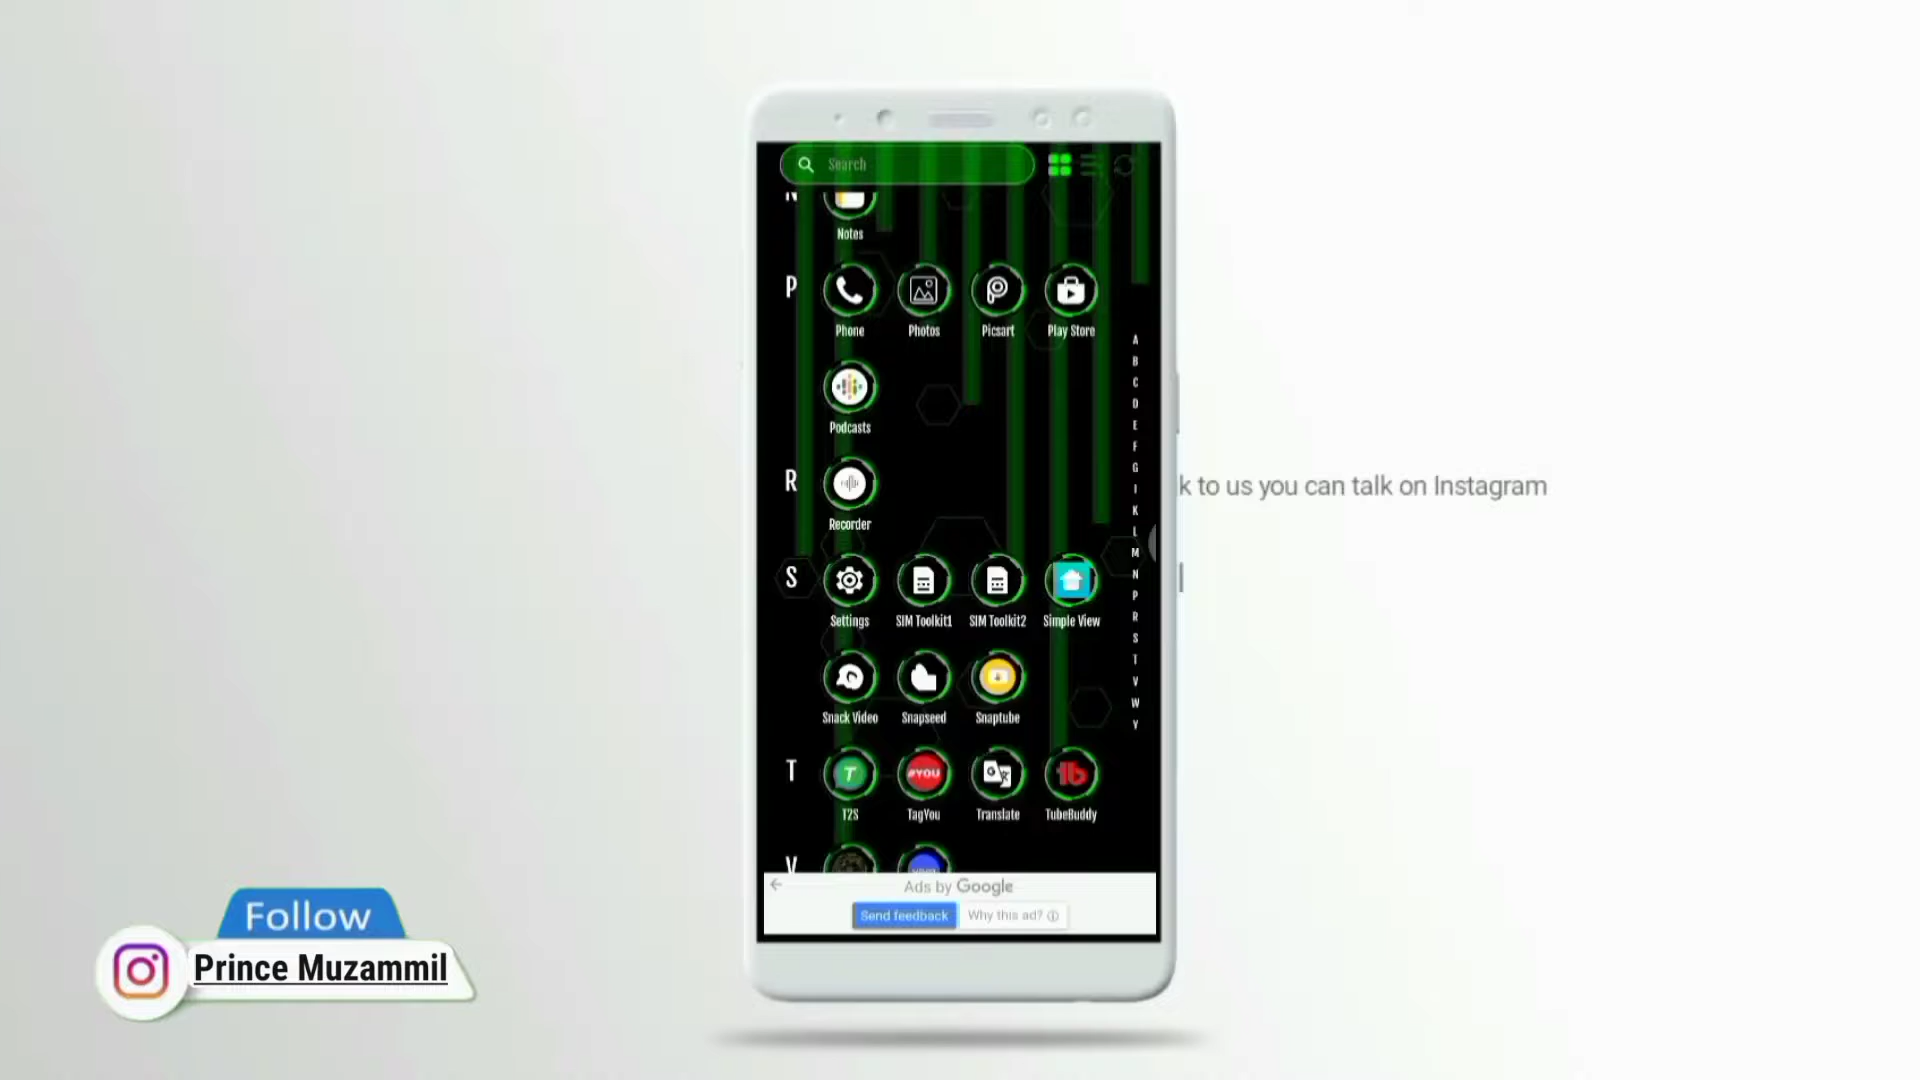 Search
Notes
P
Phone
Photos
Picsart
Play Store
Podcasts
R
Recorder
S
Settings
SIM Toolkit1
SIM Toolkit2
Simple View
Snack Video
Snapseed
Snaptube
T
T2S
#YOU
TagYou
Translate
TubeBuddy
V
A
B
C
D
E
F
G
I
K
L
M
N
P
R
S
T
V
W
Y
k to us you can talk on Instagram
Ads by Google
Send feedback
Why this ad?
Follow
Prince Muzammil